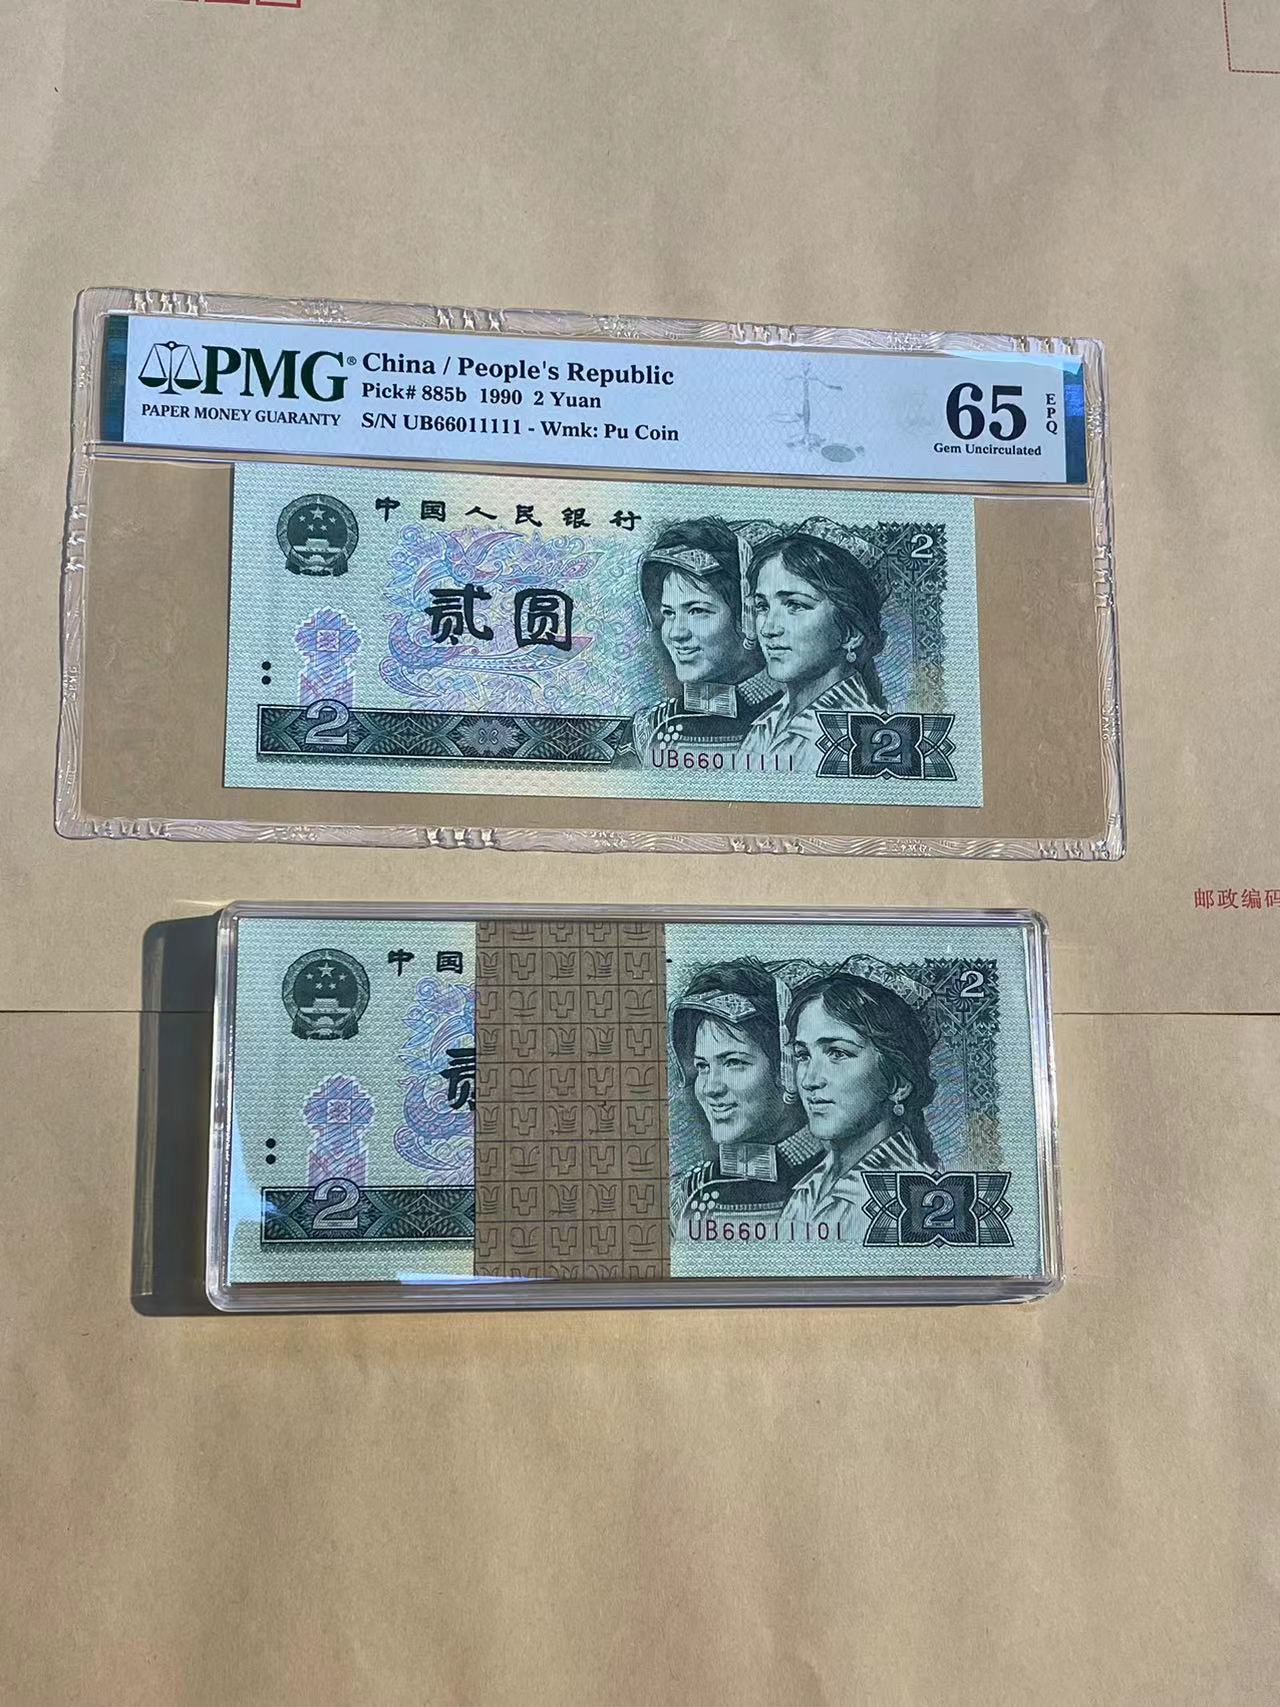 PMG®
PAPER MONEY GUARANTY
China / People's Republic
Pick# 885b 1990 2 Yuan
S/N UB66011111 - Wmk: Pu Coin
65
EPQ
Gem Uncirculated
中国人民银行
2
贰圆
2
2
UB66011111
邮政编码
中国
2
贰
2
2
UB66011101